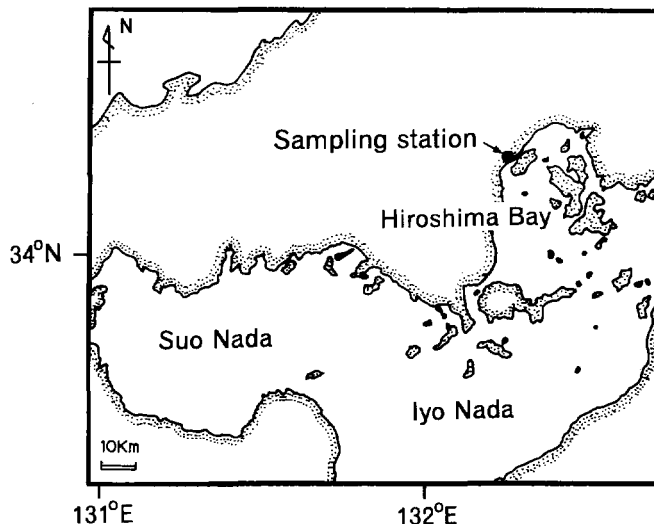 N
Sampling station
Hiroshima Bay
34°N
Suo Nada
Iyo Nada
10Km
131°E
132°E